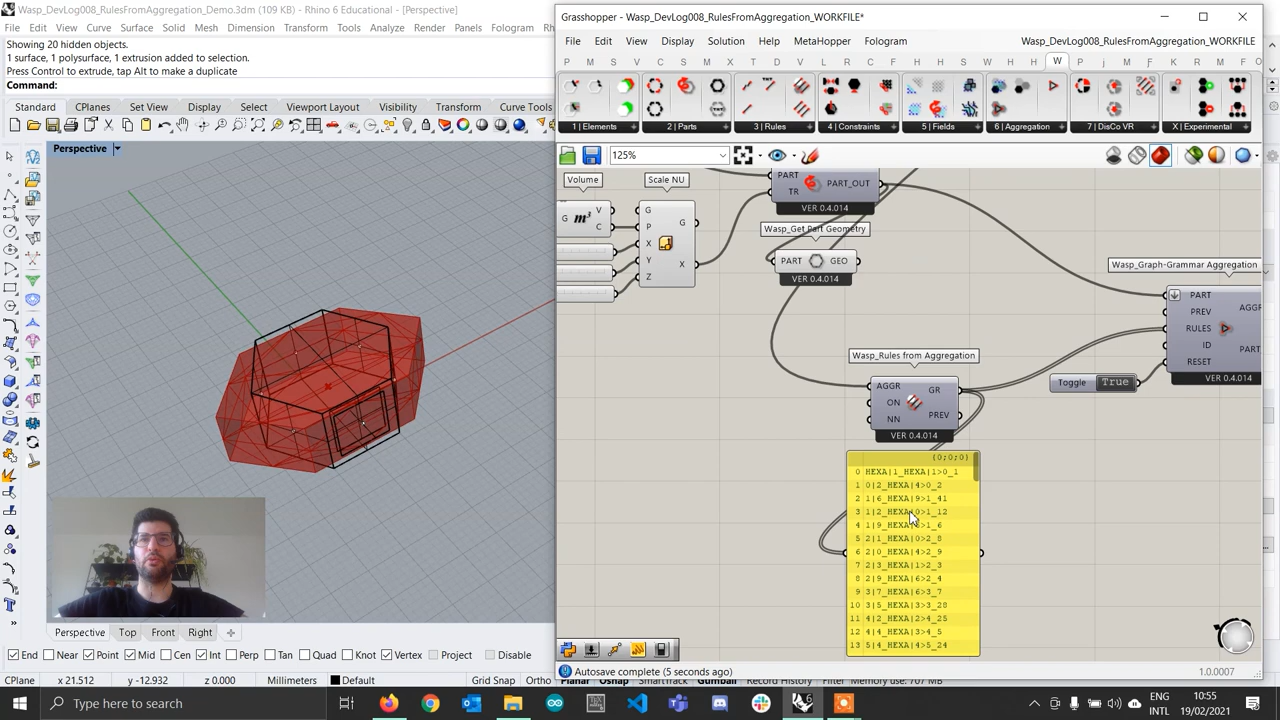 Wasp_DevLog008_RulesFromAggregation_Demo.3dm (109 KB) - Rhino 6 Educational - [Perspective]
File Edit View Curve Surface Solid Mesh Dimension Transform Tools Analyze Render Panels Fologram
Showing 20 hidden objects.
1 surface, 1 polysurface, 1 extrusion added to selection.
Press Control to extrude, tap Alt to make a duplicate
Command:
Standard CPlanes Set View Display Select Viewport Layout Visibility Transform Curve Tools
Perspective
Grasshopper - Wasp_DevLog008_RulesFromAggregation_WORKFILE*
File Edit View Display Solution Help MetaHopper Fologram Wasp_DevLog008_RulesFromAggregation_WORKFILE
1 | Elements 2 | Parts 3 | Rules 4 | Constraints 5 | Fields 6 | Aggregation 7 | DisCo VR X | Experimental
125%
Volume
G m³ V C
Scale NU
G P X Y Z G X
PART TR PART_OUT
VER 0.4.014
Wasp_Get Part Geometry
PART GEO
VER 0.4.014
Wasp_Graph-Grammar Aggregation
PART
PREV
RULES
ID
RESET
VER 0.4.014
Toggle True
Wasp_Rules from Aggregation
AGGR GR
ON
NN PREV
VER 0.4.014
{0;0;0}
0 HEXA|1_HEXA|1>0_1
1 0|2_HEXA|4>0_2
2 1|6_HEXA|9>1_41
3 1|2_HEXA|0>1_12
5 2|1_HEXA|0>2_8
6 2|0_HEXA|4>2_9
7 2|3_HEXA|1>2_3
8 2|9_HEXA|6>2_4
9 3|7_HEXA|6>3_7
10 3|5_HEXA|3>3_28
11 4|2_HEXA|2>4_25
12 4|4_HEXA|3>4_5
13 5|4_HEXA|4>5_24
Autosave complete (5 seconds ago)
1.0.0007
Perspective Top Front Right
End Near Point Cen Perp Tan Quad Knot Vertex Project Disable
CPlane x 21.512 y -12.932 z 0.000 Millimeters Default Grid Snap Planar Osnap SmartTrack Gumball Record History Filter
Type here to search
ENG
INTL
10:55
19/02/2021